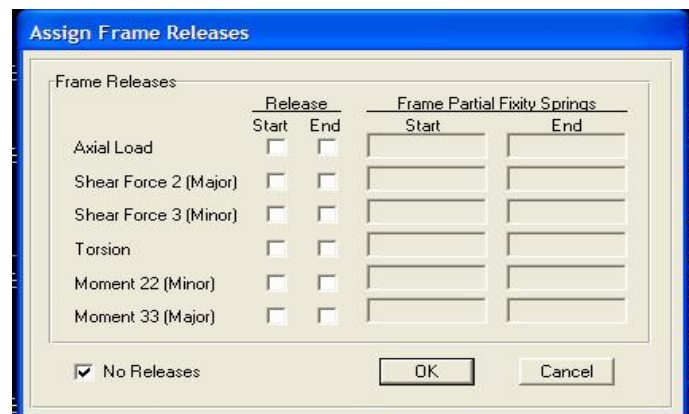 Assign Frame Releases
Frame Releases
Release Frame Partial Fixity Springs
Start End Start End
Axial Load
Shear Force 2 (Major)
Shear Force 3 (Minor)
Torsion
Moment 22 (Minor)
Moment 33 (Major)
No Releases OK Cancel